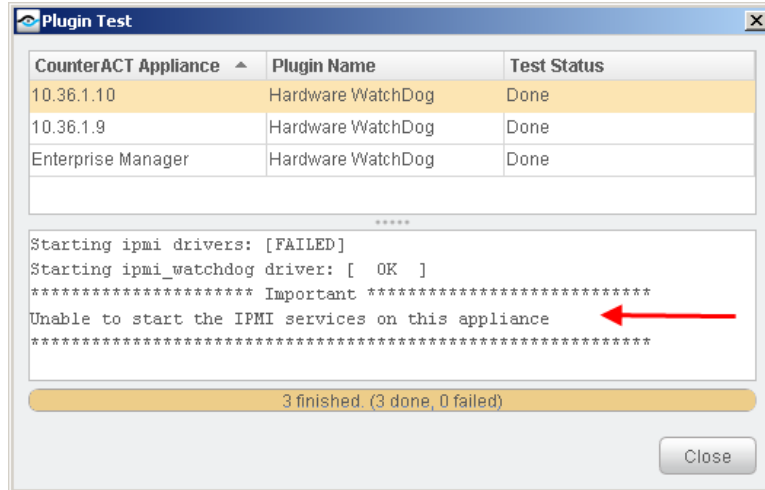 Plugin Test
CounterACT Appliance Plugin Name Test Status
10.36.1.10 Hardware WatchDog Done
10.36.1.9 Hardware WatchDog Done
Enterprise Manager Hardware WatchDog Done
Starting ipmi drivers: [FAILED]
Starting ipmi_watchdog driver: [  OK  ]
********************** Important ****************************
Unable to start the IPMI services on this appliance
*************************************************************
3 finished. (3 done, 0 failed)
Close